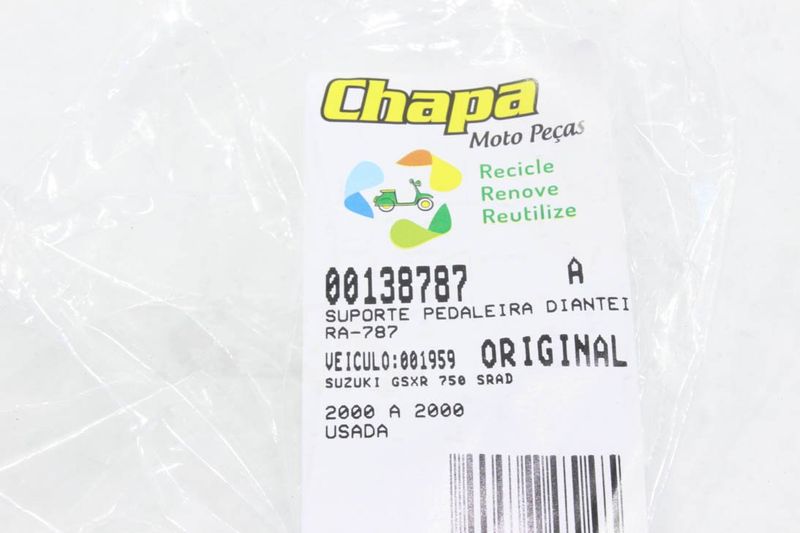 Chapa
Moto Peças
Recicle
Renove
Reutilize
00138787 A
SUPORTE PEDALEIRA DIANTEI
RA-787
VEICULO:001959 ORIGINAL
SUZUKI GSXR 750 SRAD
2000 A 2000
USADA